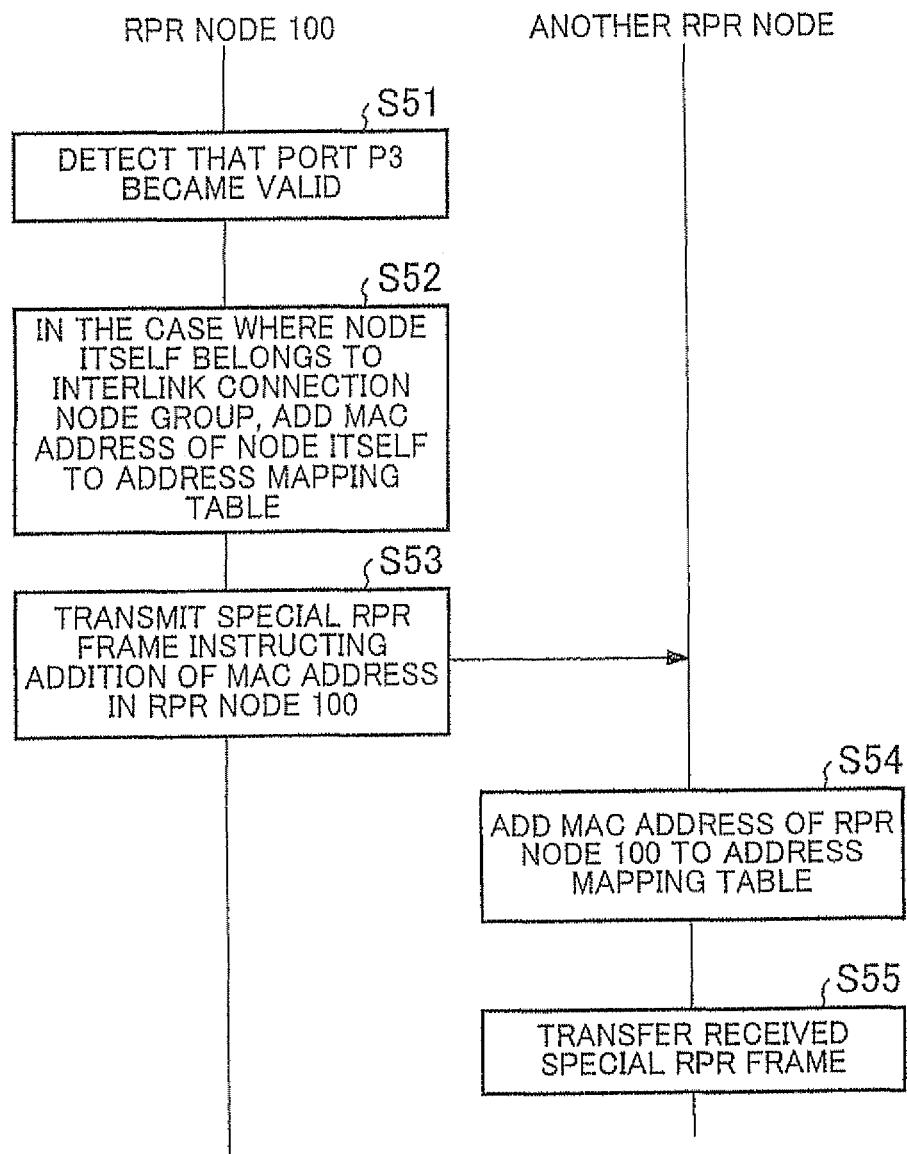 RPR NODE 100
ANOTHER RPR NODE
S51
DETECT THAT PORT P3
BECAME VALID
S52
IN THE CASE WHERE NODE
ITSELF BELONGS TO
INTERLINK CONNECTION
NODE GROUP, ADD MAC
ADDRESS OF NODE ITSELF
TO ADDRESS MAPPING
TABLE
S53
TRANSMIT SPECIAL RPR
FRAME INSTRUCTING
ADDITION OF MAC ADDRESS
IN RPR NODE 100
S54
ADD MAC ADDRESS OF RPR
NODE 100 TO ADDRESS
MAPPING TABLE
S55
TRANSFER RECEIVED
SPECIAL RPR FRAME